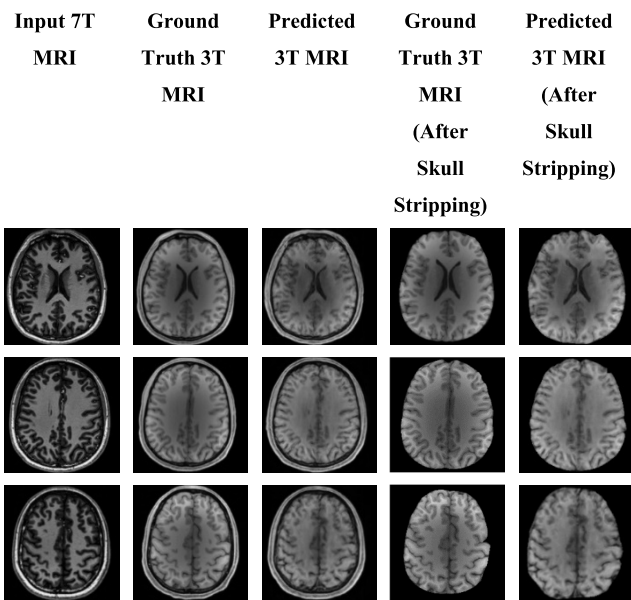 Input 7T
MRI
Ground
Truth 3T
MRI
Predicted
3T MRI
Ground
Truth 3T
MRI
(After
Skull
Stripping)
Predicted
3T MRI
(After
Skull
Stripping)